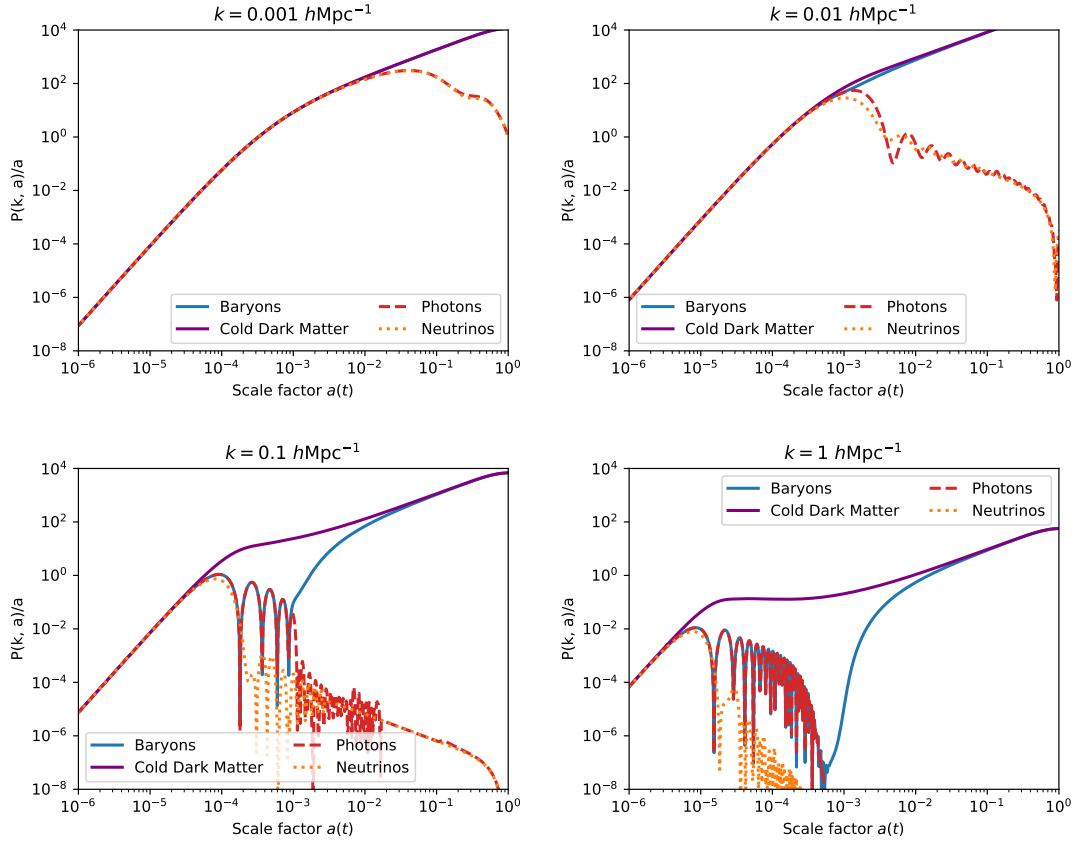 k = 0.001 hMpc⁻¹
P(k, a)/a
10⁴
10²
10⁰
10⁻²
10⁻⁴
10⁻⁶
10⁻⁸
Baryons
Cold Dark Matter
Photons
Neutrinos
10⁻⁶ 10⁻⁵ 10⁻⁴ 10⁻³ 10⁻² 10⁻¹ 10⁰
Scale factor a(t)
k = 0.01 hMpc⁻¹
P(k, a)/a
10⁴
10²
10⁰
10⁻²
10⁻⁴
10⁻⁶
10⁻⁸
Baryons
Cold Dark Matter
Photons
Neutrinos
10⁻⁶ 10⁻⁵ 10⁻⁴ 10⁻³ 10⁻² 10⁻¹ 10⁰
Scale factor a(t)
k = 0.1 hMpc⁻¹
P(k, a)/a
10⁴
10²
10⁰
10⁻²
10⁻⁴
10⁻⁶
10⁻⁸
Baryons
Cold Dark Matter
Photons
Neutrinos
10⁻⁶ 10⁻⁵ 10⁻⁴ 10⁻³ 10⁻² 10⁻¹ 10⁰
Scale factor a(t)
k = 1 hMpc⁻¹
P(k, a)/a
10⁴
10²
10⁰
10⁻²
10⁻⁴
10⁻⁶
10⁻⁸
Baryons
Cold Dark Matter
Photons
Neutrinos
10⁻⁶ 10⁻⁵ 10⁻⁴ 10⁻³ 10⁻² 10⁻¹ 10⁰
Scale factor a(t)